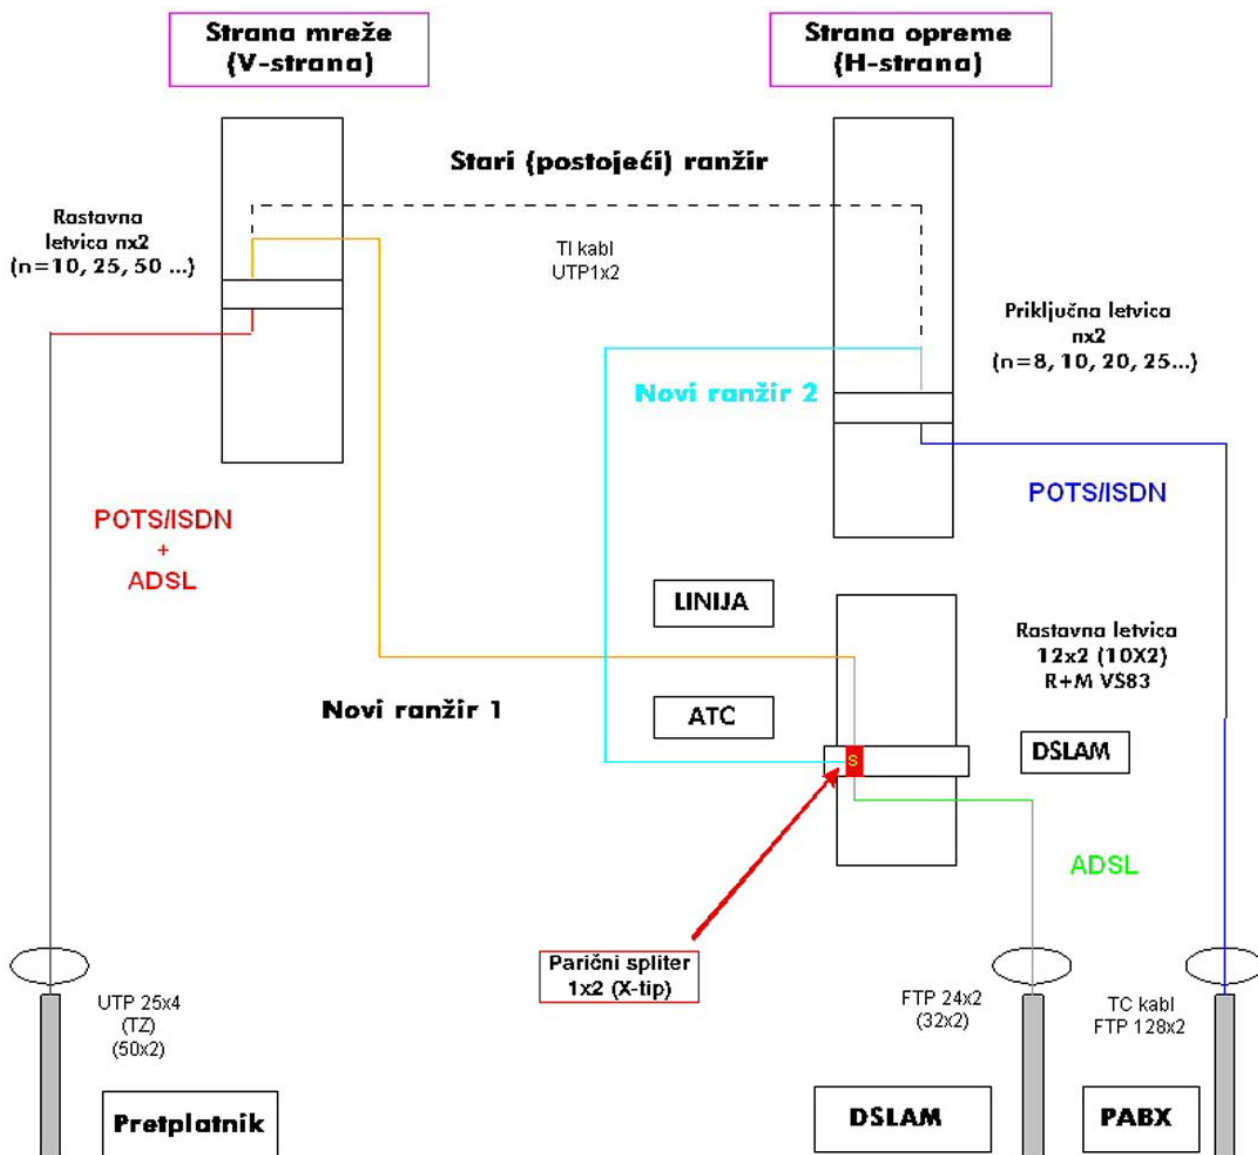 Strana mreže
(V-strana)
Strana opreme
(H-strana)
Stari (postojeći) ranžir
Rastavna
letvica nx2
(n=10, 25, 50 ...)
TI kabl
UTP1x2
Priključna letvica
nx2
(n=8, 10, 20, 25...)
Novi ranžir 2
POTS/ISDN
+
ADSL
POTS/ISDN
LINIJA
Rastavna letvica
12x2 (10X2)
R+M VS83
Novi ranžir 1
ATC
DSLAM
S
ADSL
Parični spliter
1x2 (X-tip)
UTP 25x4
(TZ)
(50x2)
FTP 24x2
(32x2)
TC kabl
FTP 128x2
Pretplatnik
DSLAM
PABX